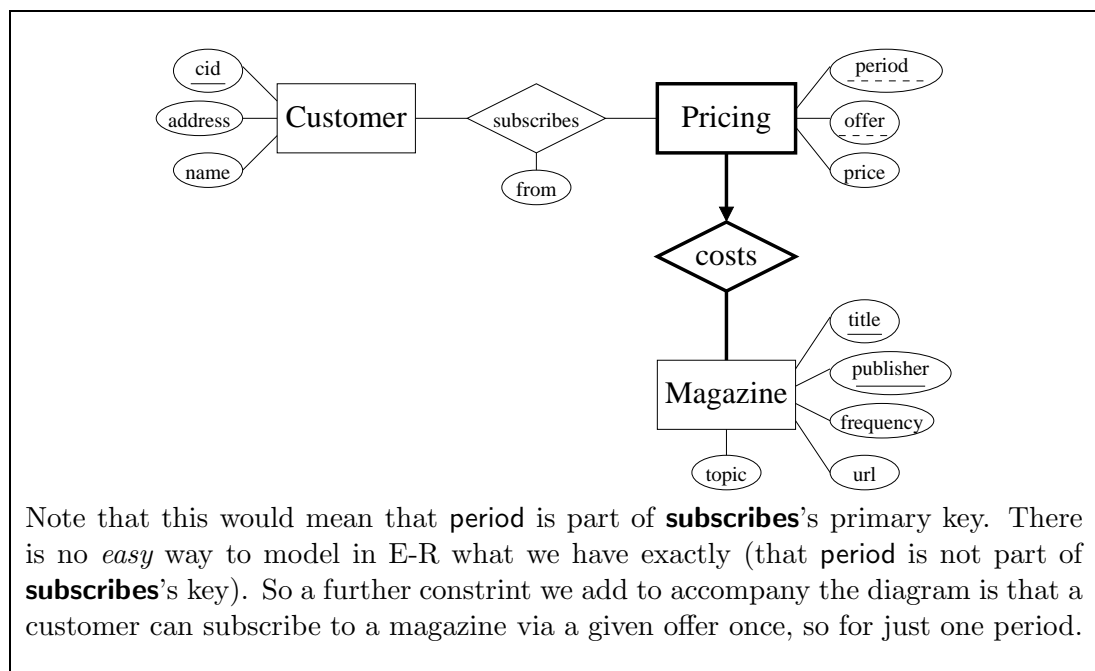 cid
period
address
Customer
subscribes
Pricing
offer
name
from
price
costs
title
publisher
Magazine
frequency
topic
url
Note that this would mean that period is part of subscribes's primary key. There
is no easy way to model in E-R what we have exactly (that period is not part of
subscribes's key). So a further constrint we add to accompany the diagram is that a
customer can subscribe to a magazine via a given offer once, so for just one period.